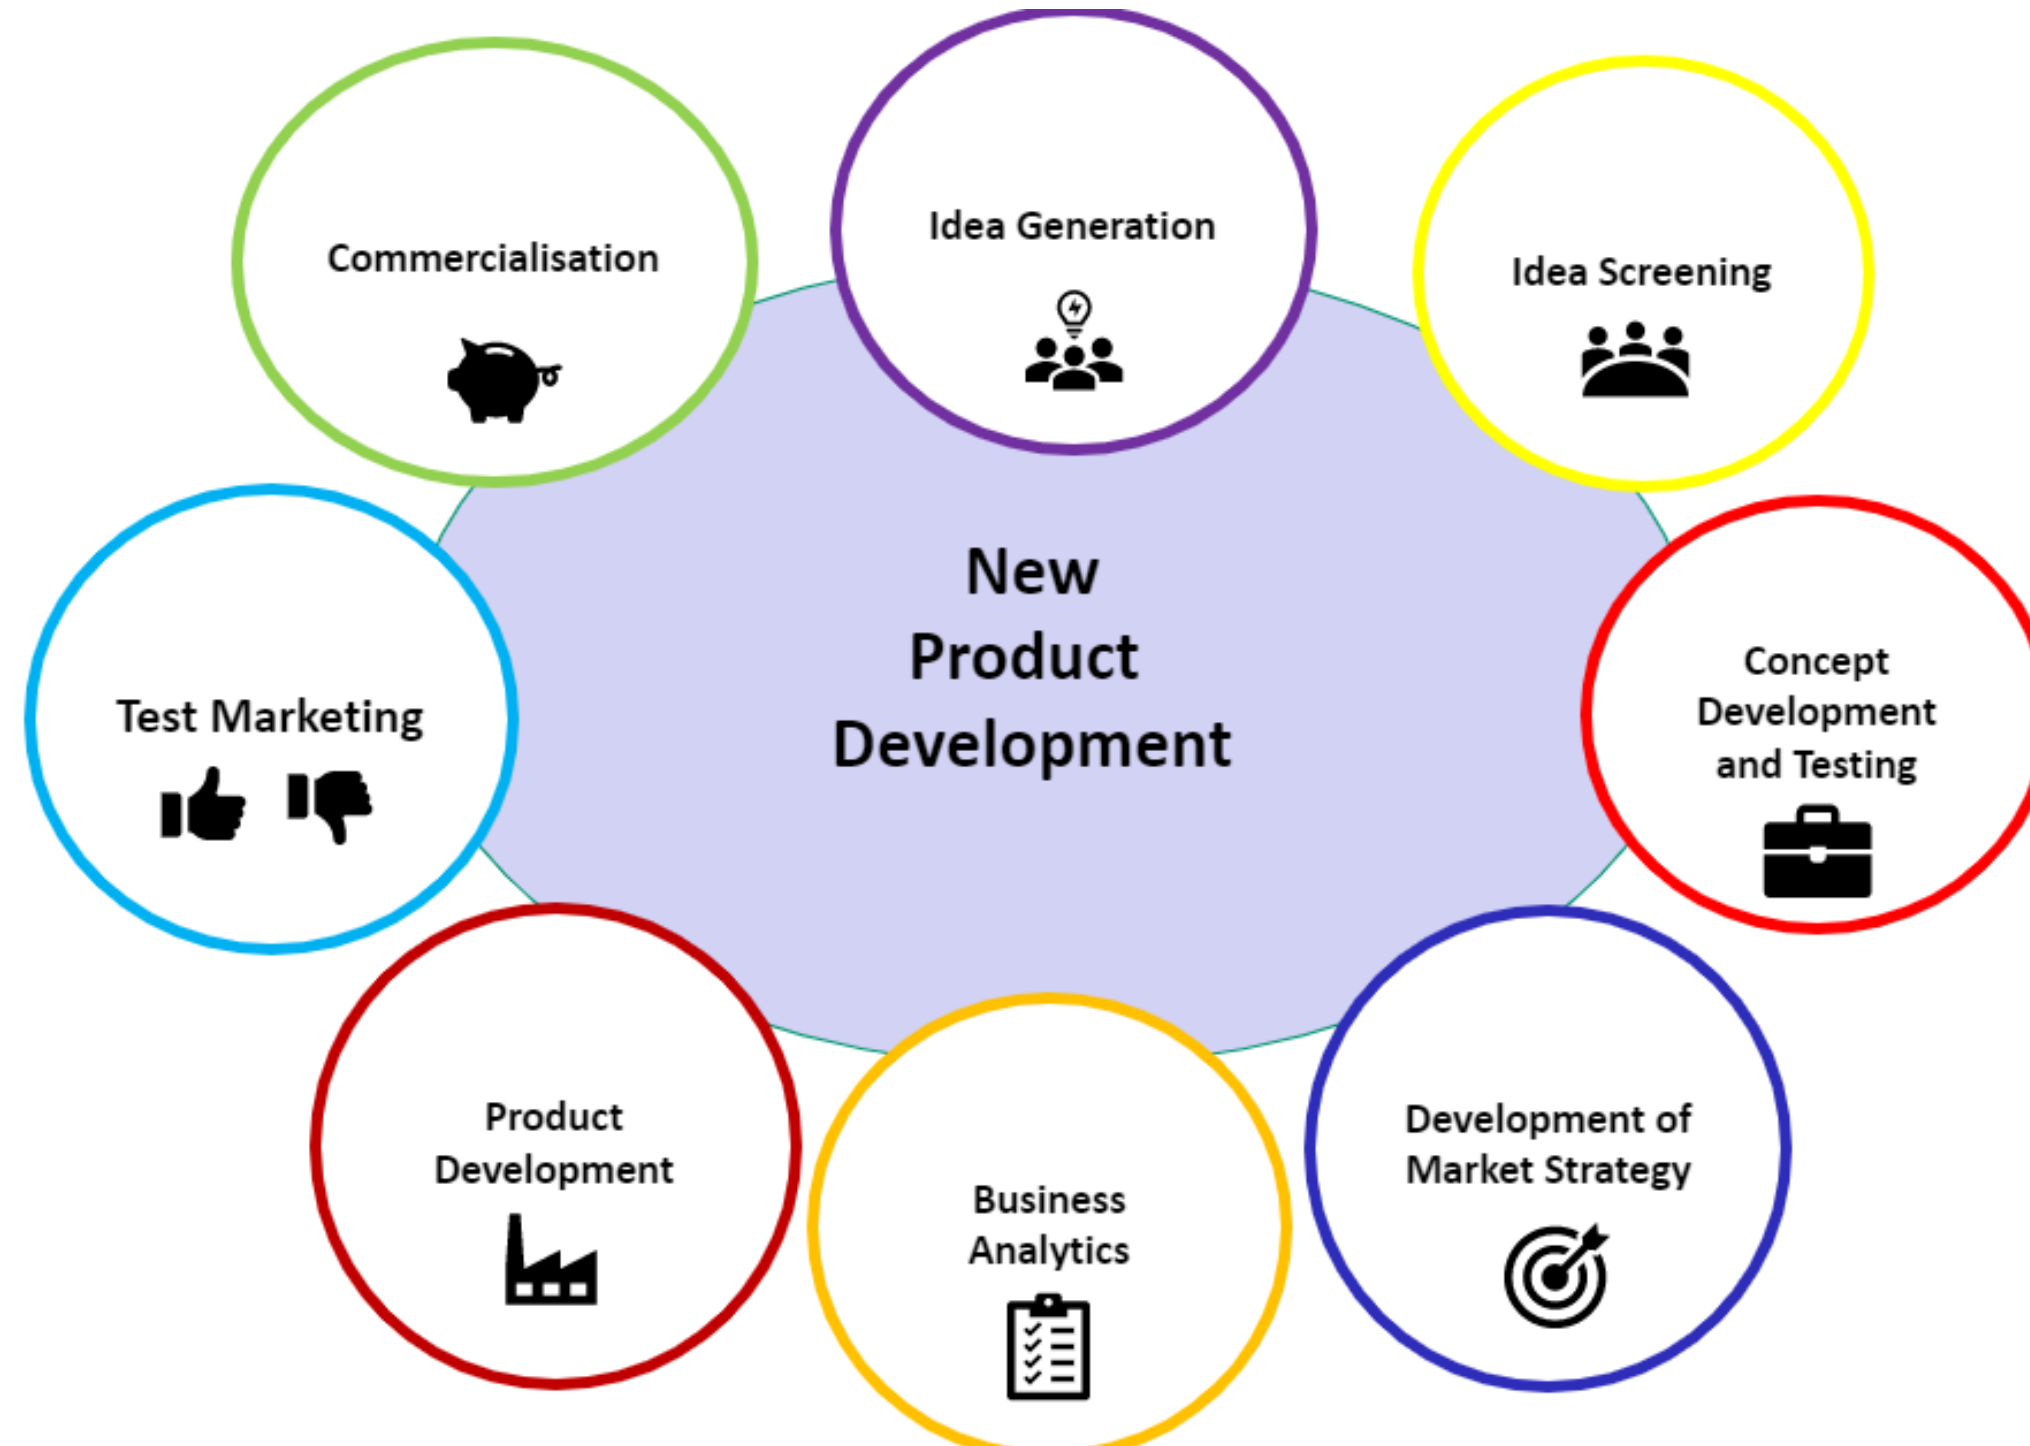 New
Product
Development
Idea Generation
Idea Screening
Concept
Development
and Testing
Development of
Market Strategy
Business
Analytics
Product
Development
Test Marketing
Commercialisation